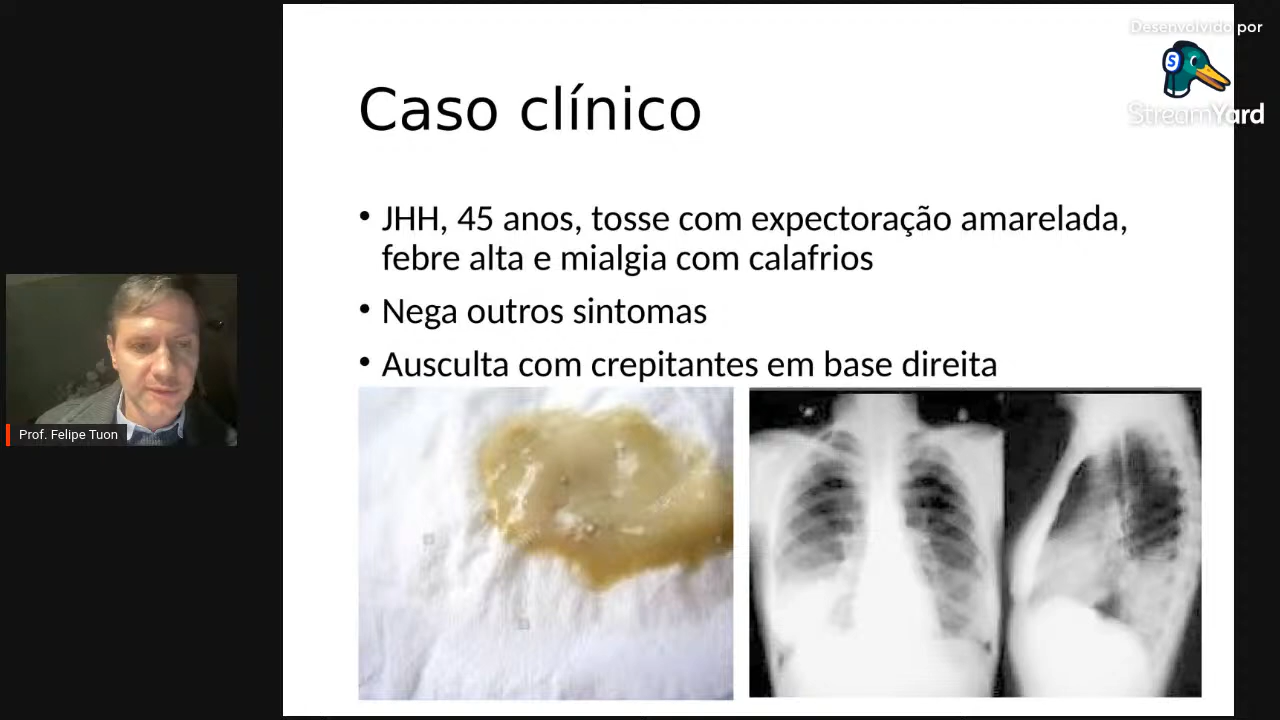 Desenvolvido por
StreamYard
Caso clínico
• JHH, 45 anos, tosse com expectoração amarelada,
febre alta e mialgia com calafrios
• Nega outros sintomas
• Ausculta com crepitantes em base direita
Prof. Felipe Tuon